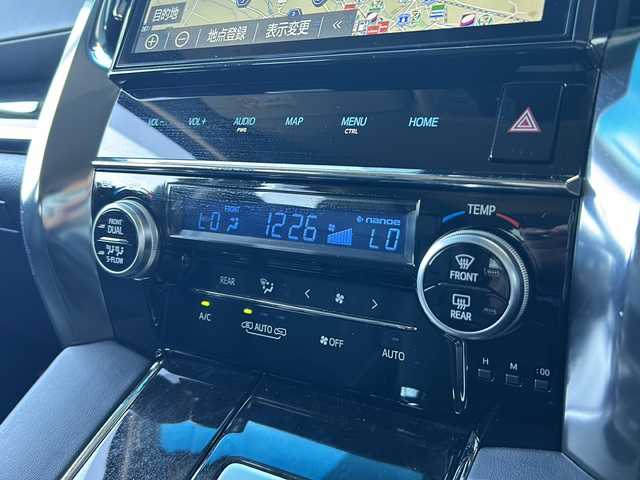 目的地
地点登録 表示変更 «
VOL- VOL+ AUDIO MAP MENU HOME
PWR CTRL
FRONT
DUAL
S-FLOW
FRONT
LO 1226 nanoe LO
TEMP
FRONT
REAR
REAR
A/C
AUTO
OFF
AUTO
H M :00